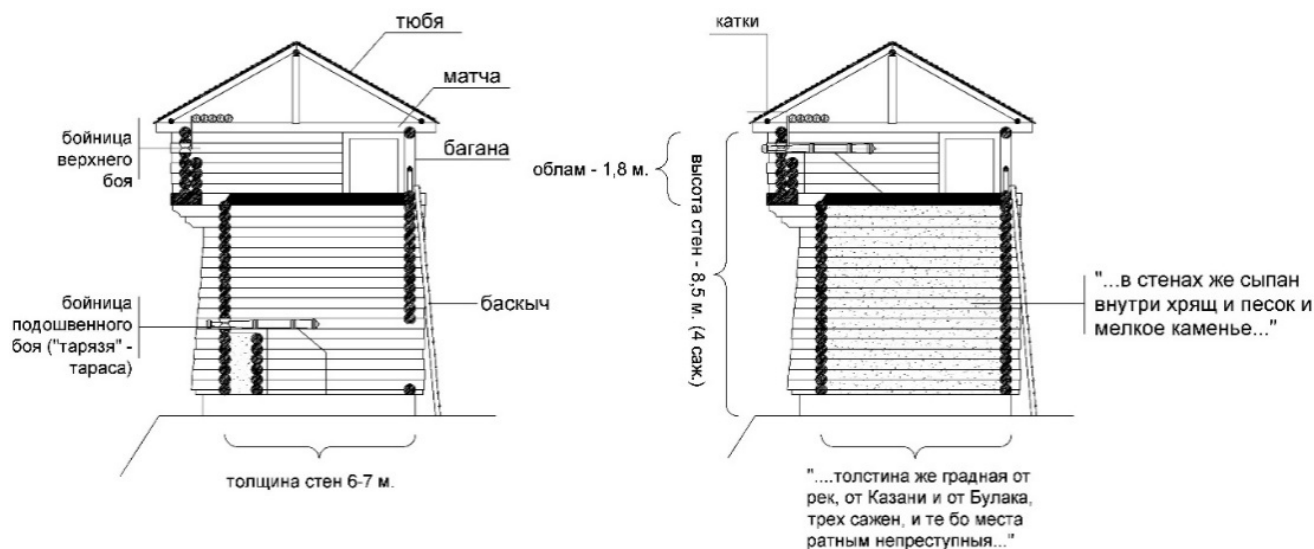 тюбя
матча
бойница
верхнего
боя
багана
бойница
подошвенного
боя ("тарязя" -
тараса)
баскыч
толщина стен 6-7 м.
катки
облам - 1,8 м.
высота стен - 8,5 м. (4 саж.)
"...в стенах же сыпан
внутри хрящ и песок и
мелкое каменье..."
"....толстина же градная от
рек, от Казани и от Булака,
трех сажен, и те бо места
ратным непреступныя..."